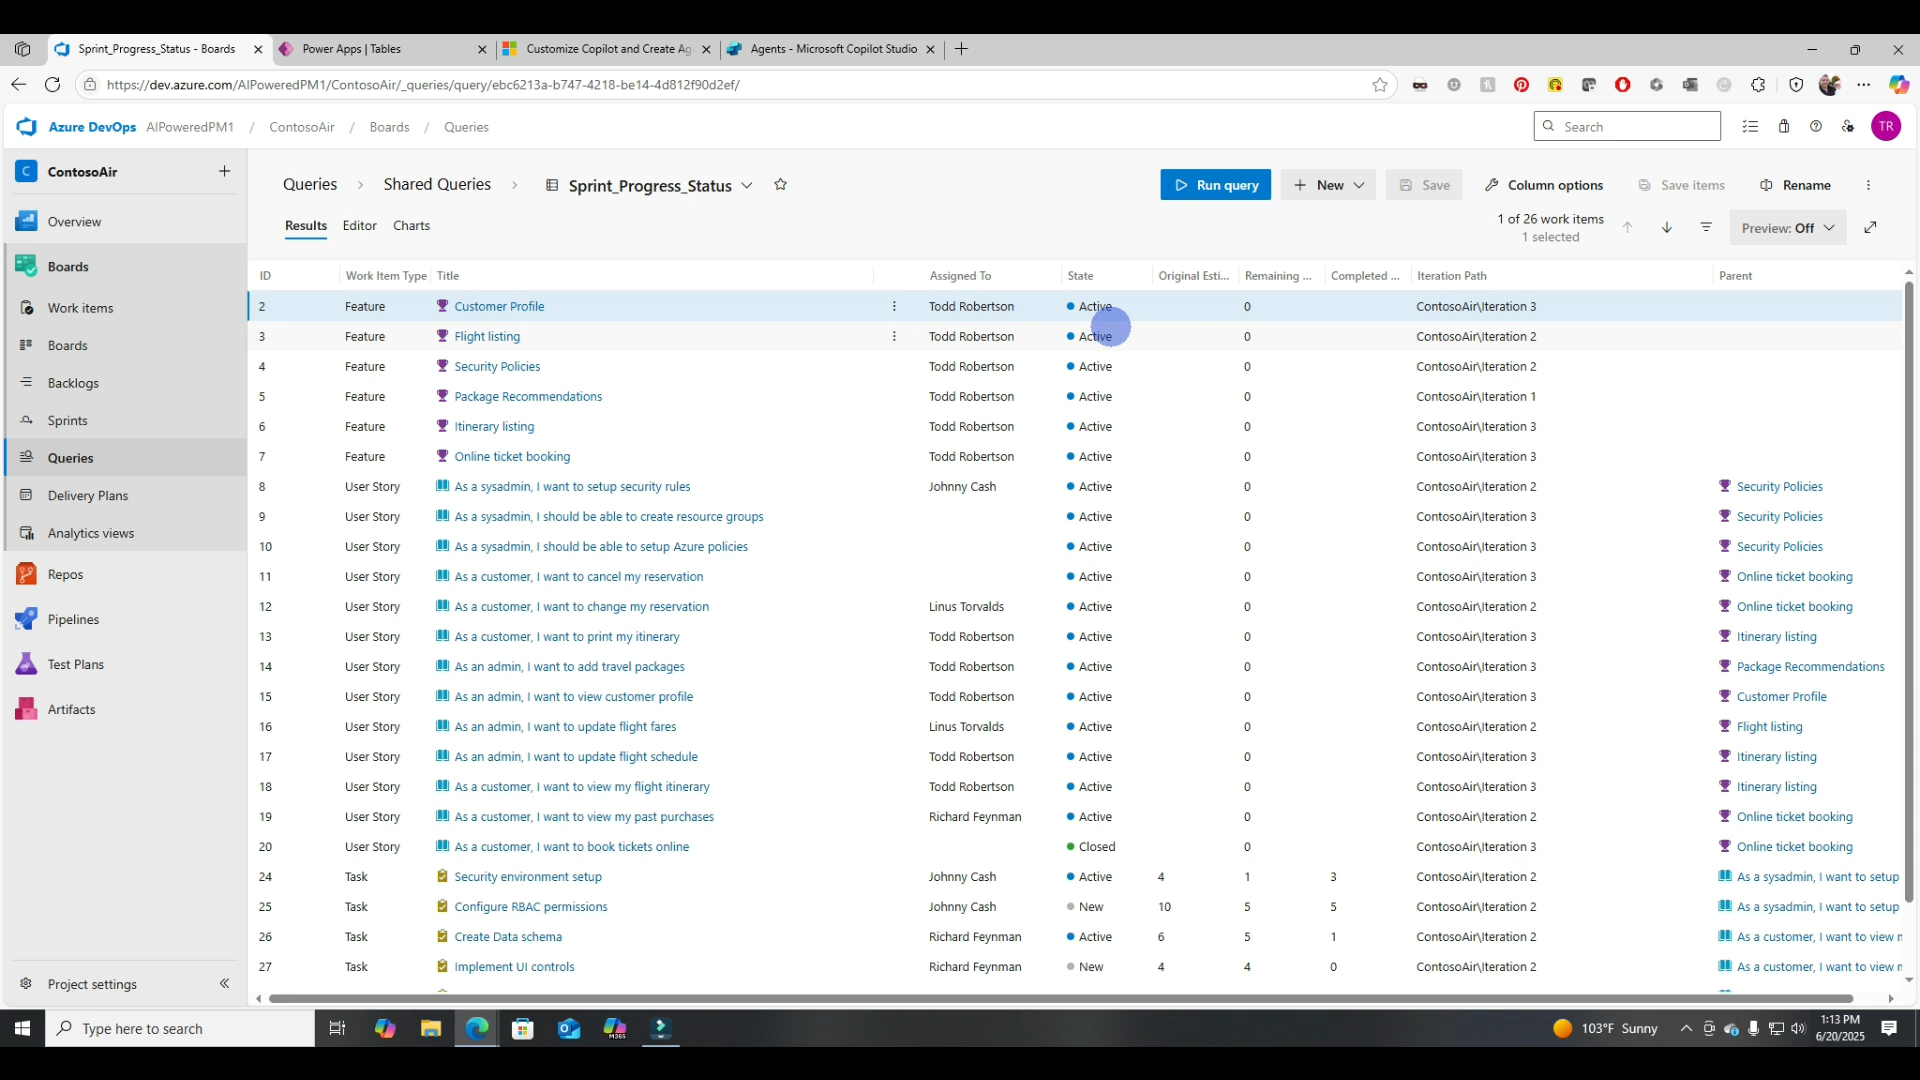 Sprint_Progress_Status - Boards
Power Apps | Tables
Customize Copilot and Create Ag
Agents - Microsoft Copilot Studio
https://dev.azure.com/AIPoweredPM1/ContosoAir/_queries/query/ebc6213a-b747-4218-be14-4d812f90d2ef/
Azure DevOps AIPoweredPM1 / ContosoAir / Boards / Queries
Search
TR
C ContosoAir
Overview
Boards
Work items
Boards
Backlogs
Sprints
Queries
Delivery Plans
Analytics views
Repos
Pipelines
Test Plans
Artifacts
Project settings
Queries > Shared Queries > Sprint_Progress_Status
Run query
New
Save
Column options
Save items
Rename
Results Editor Charts
1 of 26 work items
1 selected
Preview: Off
ID Work Item Type Title Assigned To State Original Esti... Remaining ... Completed ... Iteration Path Parent
2 Feature Customer Profile Todd Robertson Active 0 ContosoAir\Iteration 3
3 Feature Flight listing Todd Robertson Active 0 ContosoAir\Iteration 2
4 Feature Security Policies Todd Robertson Active 0 ContosoAir\Iteration 2
5 Feature Package Recommendations Todd Robertson Active 0 ContosoAir\Iteration 1
6 Feature Itinerary listing Todd Robertson Active 0 ContosoAir\Iteration 3
7 Feature Online ticket booking Todd Robertson Active 0 ContosoAir\Iteration 3
8 User Story As a sysadmin, I want to setup security rules Johnny Cash Active 0 ContosoAir\Iteration 2 Security Policies
9 User Story As a sysadmin, I should be able to create resource groups Active 0 ContosoAir\Iteration 3 Security Policies
10 User Story As a sysadmin, I should be able to setup Azure policies Active 0 ContosoAir\Iteration 3 Security Policies
11 User Story As a customer, I want to cancel my reservation Active 0 ContosoAir\Iteration 3 Online ticket booking
12 User Story As a customer, I want to change my reservation Linus Torvalds Active 0 ContosoAir\Iteration 2 Online ticket booking
13 User Story As a customer, I want to print my itinerary Todd Robertson Active 0 ContosoAir\Iteration 3 Itinerary listing
14 User Story As an admin, I want to add travel packages Todd Robertson Active 0 ContosoAir\Iteration 3 Package Recommendations
15 User Story As an admin, I want to view customer profile Todd Robertson Active 0 ContosoAir\Iteration 3 Customer Profile
16 User Story As an admin, I want to update flight fares Linus Torvalds Active 0 ContosoAir\Iteration 2 Flight listing
17 User Story As an admin, I want to update flight schedule Todd Robertson Active 0 ContosoAir\Iteration 3 Itinerary listing
18 User Story As a customer, I want to view my flight itinerary Todd Robertson Active 0 ContosoAir\Iteration 3 Itinerary listing
19 User Story As a customer, I want to view my past purchases Richard Feynman Active 0 ContosoAir\Iteration 2 Online ticket booking
20 User Story As a customer, I want to book tickets online Closed 0 ContosoAir\Iteration 3 Online ticket booking
24 Task Security environment setup Johnny Cash Active 4 1 3 ContosoAir\Iteration 2 As a sysadmin, I want to setup
25 Task Configure RBAC permissions Johnny Cash New 10 5 5 ContosoAir\Iteration 2 As a sysadmin, I want to setup
26 Task Create Data schema Richard Feynman Active 6 5 1 ContosoAir\Iteration 2 As a customer, I want to view
27 Task Implement UI controls Richard Feynman New 4 4 0 ContosoAir\Iteration 2 As a customer, I want to view
Type here to search
M365
103°F Sunny
1:13 PM
6/20/2025